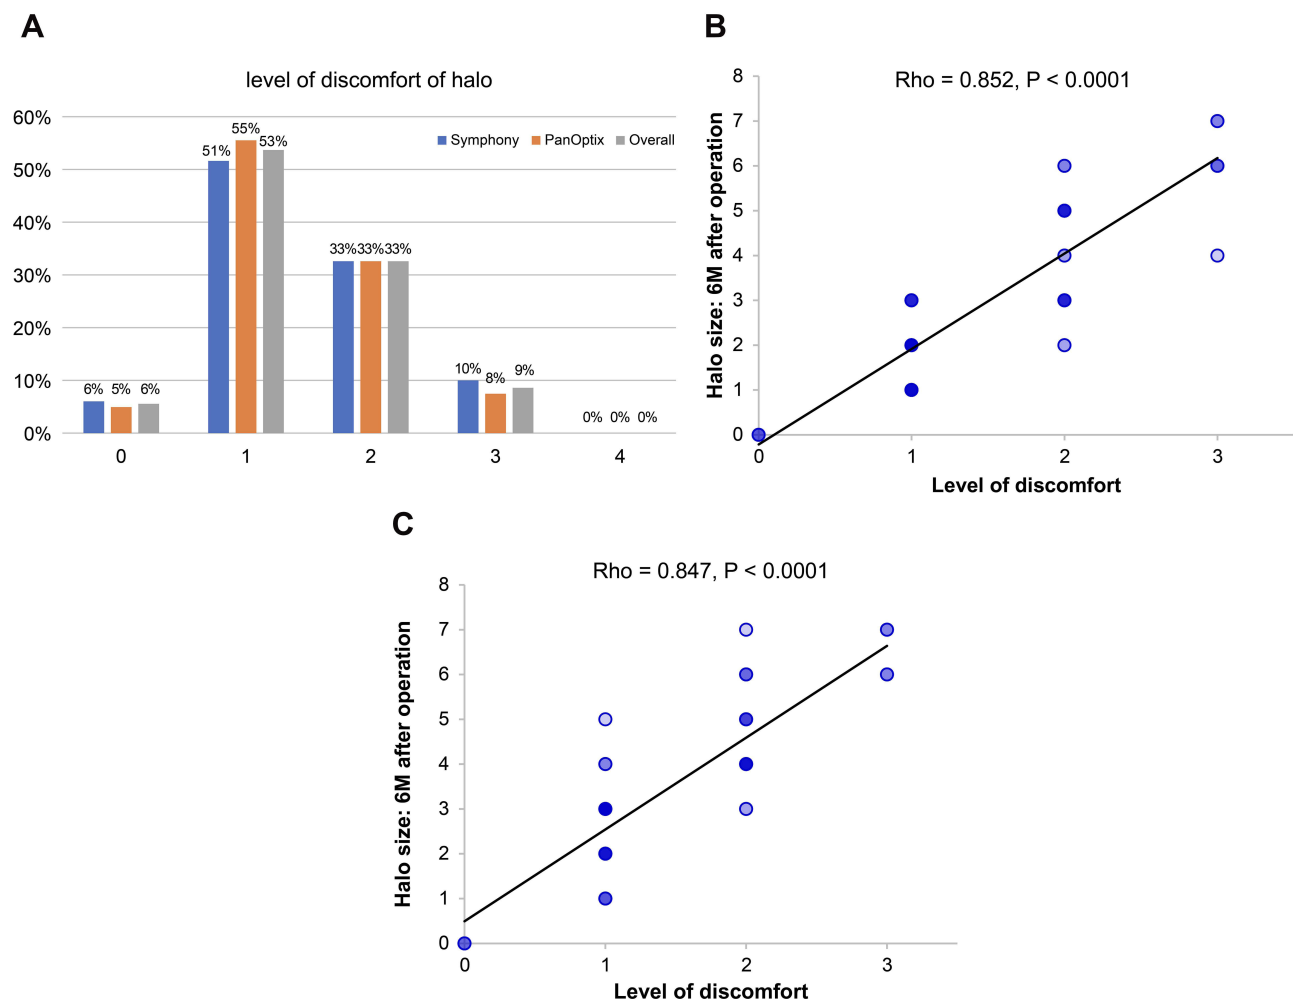 A
level of discomfort of halo
60%
50%
40%
30%
20%
10%
0%
Symphony PanOptix Overall
6% 5% 6%
51% 55% 53%
33% 33% 33%
10% 8% 9%
0% 0% 0%
0 1 2 3 4
B
Rho = 0.852, P < 0.0001
Halo size: 6M after operation
8
7
6
5
4
3
2
1
0
0 1 2 3
Level of discomfort
C
Rho = 0.847, P < 0.0001
Halo size: 6M after operation
8
7
6
5
4
3
2
1
0
0 1 2 3
Level of discomfort